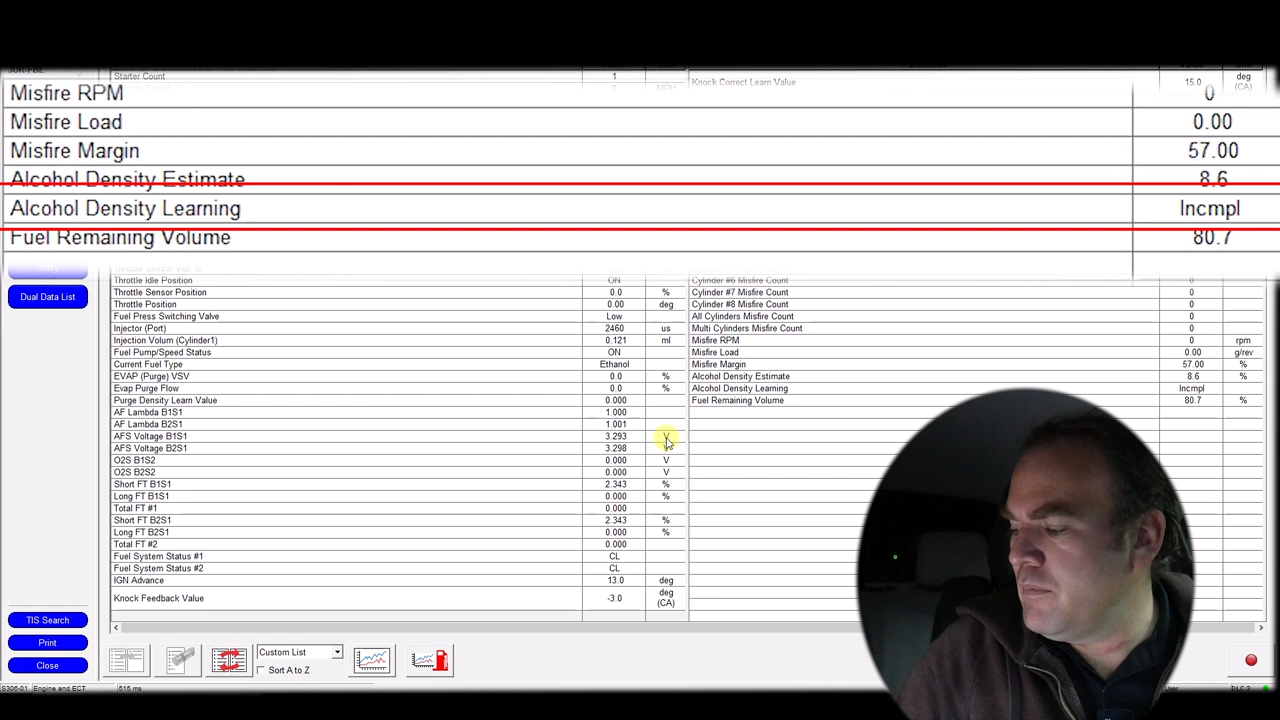 Starter Count 1 Knock Correct Learn Value 15.0 deg (CA)
Misfire RPM 0
Misfire Load 0.00
Misfire Margin 57.00
Alcohol Density Estimate 8.6
Alcohol Density Learning Incmpl
Fuel Remaining Volume 80.7
Throttle Idle Position ON Cylinder #6 Misfire Count 0
Throttle Sensor Position 0.0 % Cylinder #7 Misfire Count 0
Dual Data List
Throttle Position 0.00 deg Cylinder #8 Misfire Count 0
Fuel Press Switching Valve Low All Cylinders Misfire Count 0
Injector (Port) 2460 us Multi Cylinders Misfire Count 0
Injection Volum (Cylinder1) 0.121 ml Misfire RPM 0 rpm
Fuel Pump/Speed Status ON Misfire Load 0.00 g/rev
Current Fuel Type Ethanol Misfire Margin 57.00 %
EVAP (Purge) VSV 0.0 % Alcohol Density Estimate 8.6 %
Evap Purge Flow 0.0 % Alcohol Density Learning Incmpl
Purge Density Learn Value 0.000 Fuel Remaining Volume 80.7 %
AF Lambda B1S1 1.000
AF Lambda B2S1 1.001
AFS Voltage B1S1 3.293 V
AFS Voltage B2S1 3.298
O2S B1S2 0.000 V
O2S B2S2 0.000 V
Short FT B1S1 2.343 %
Long FT B1S1 0.000 %
Total FT #1 0.000
Short FT B2S1 2.343 %
Long FT B2S1 0.000 %
Total FT #2 0.000
Fuel System Status #1 CL
Fuel System Status #2 CL
IGN Advance 13.0 deg
Knock Feedback Value -3.0 deg (CA)
TIS Search
Print
Close
Custom List
Sort A to Z
S306-01 Engine and ECT 515 ms User DLC 3